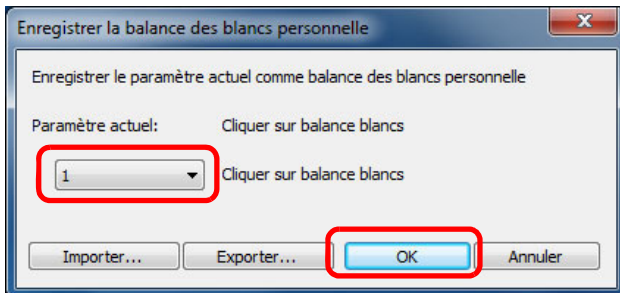 Enregistrer la balance des blancs personnelle
Enregistrer le paramètre actuel comme balance des blancs personnelle
Paramètre actuel: Cliquer sur balance blancs
1 Cliquer sur balance blancs
Importer... Exporter... OK Annuler